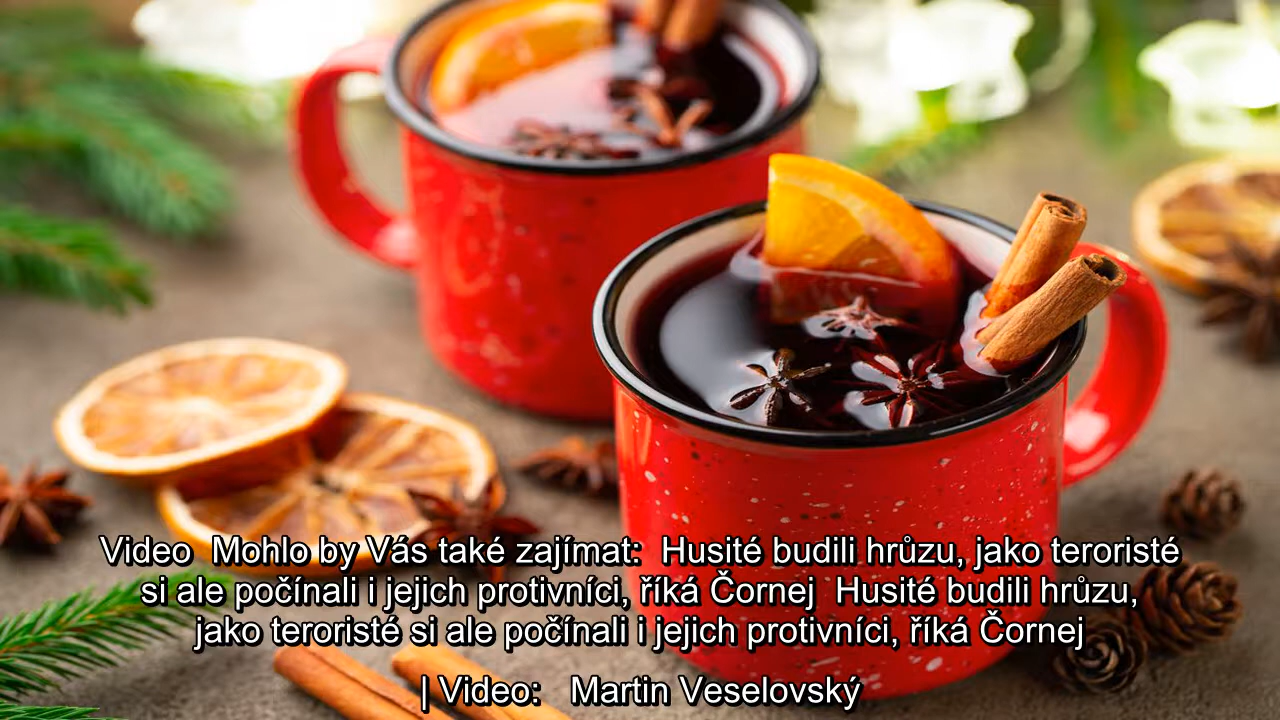 Video  Mohlo by Vás také zajímat:  Husité budili hrůzu, jako teroristé
si ale počínali i jejich protivníci, říká Čornej  Husité budili hrůzu,
jako teroristé si ale počínali i jejich protivníci, říká Čornej
| Video:   Martin Veselovský